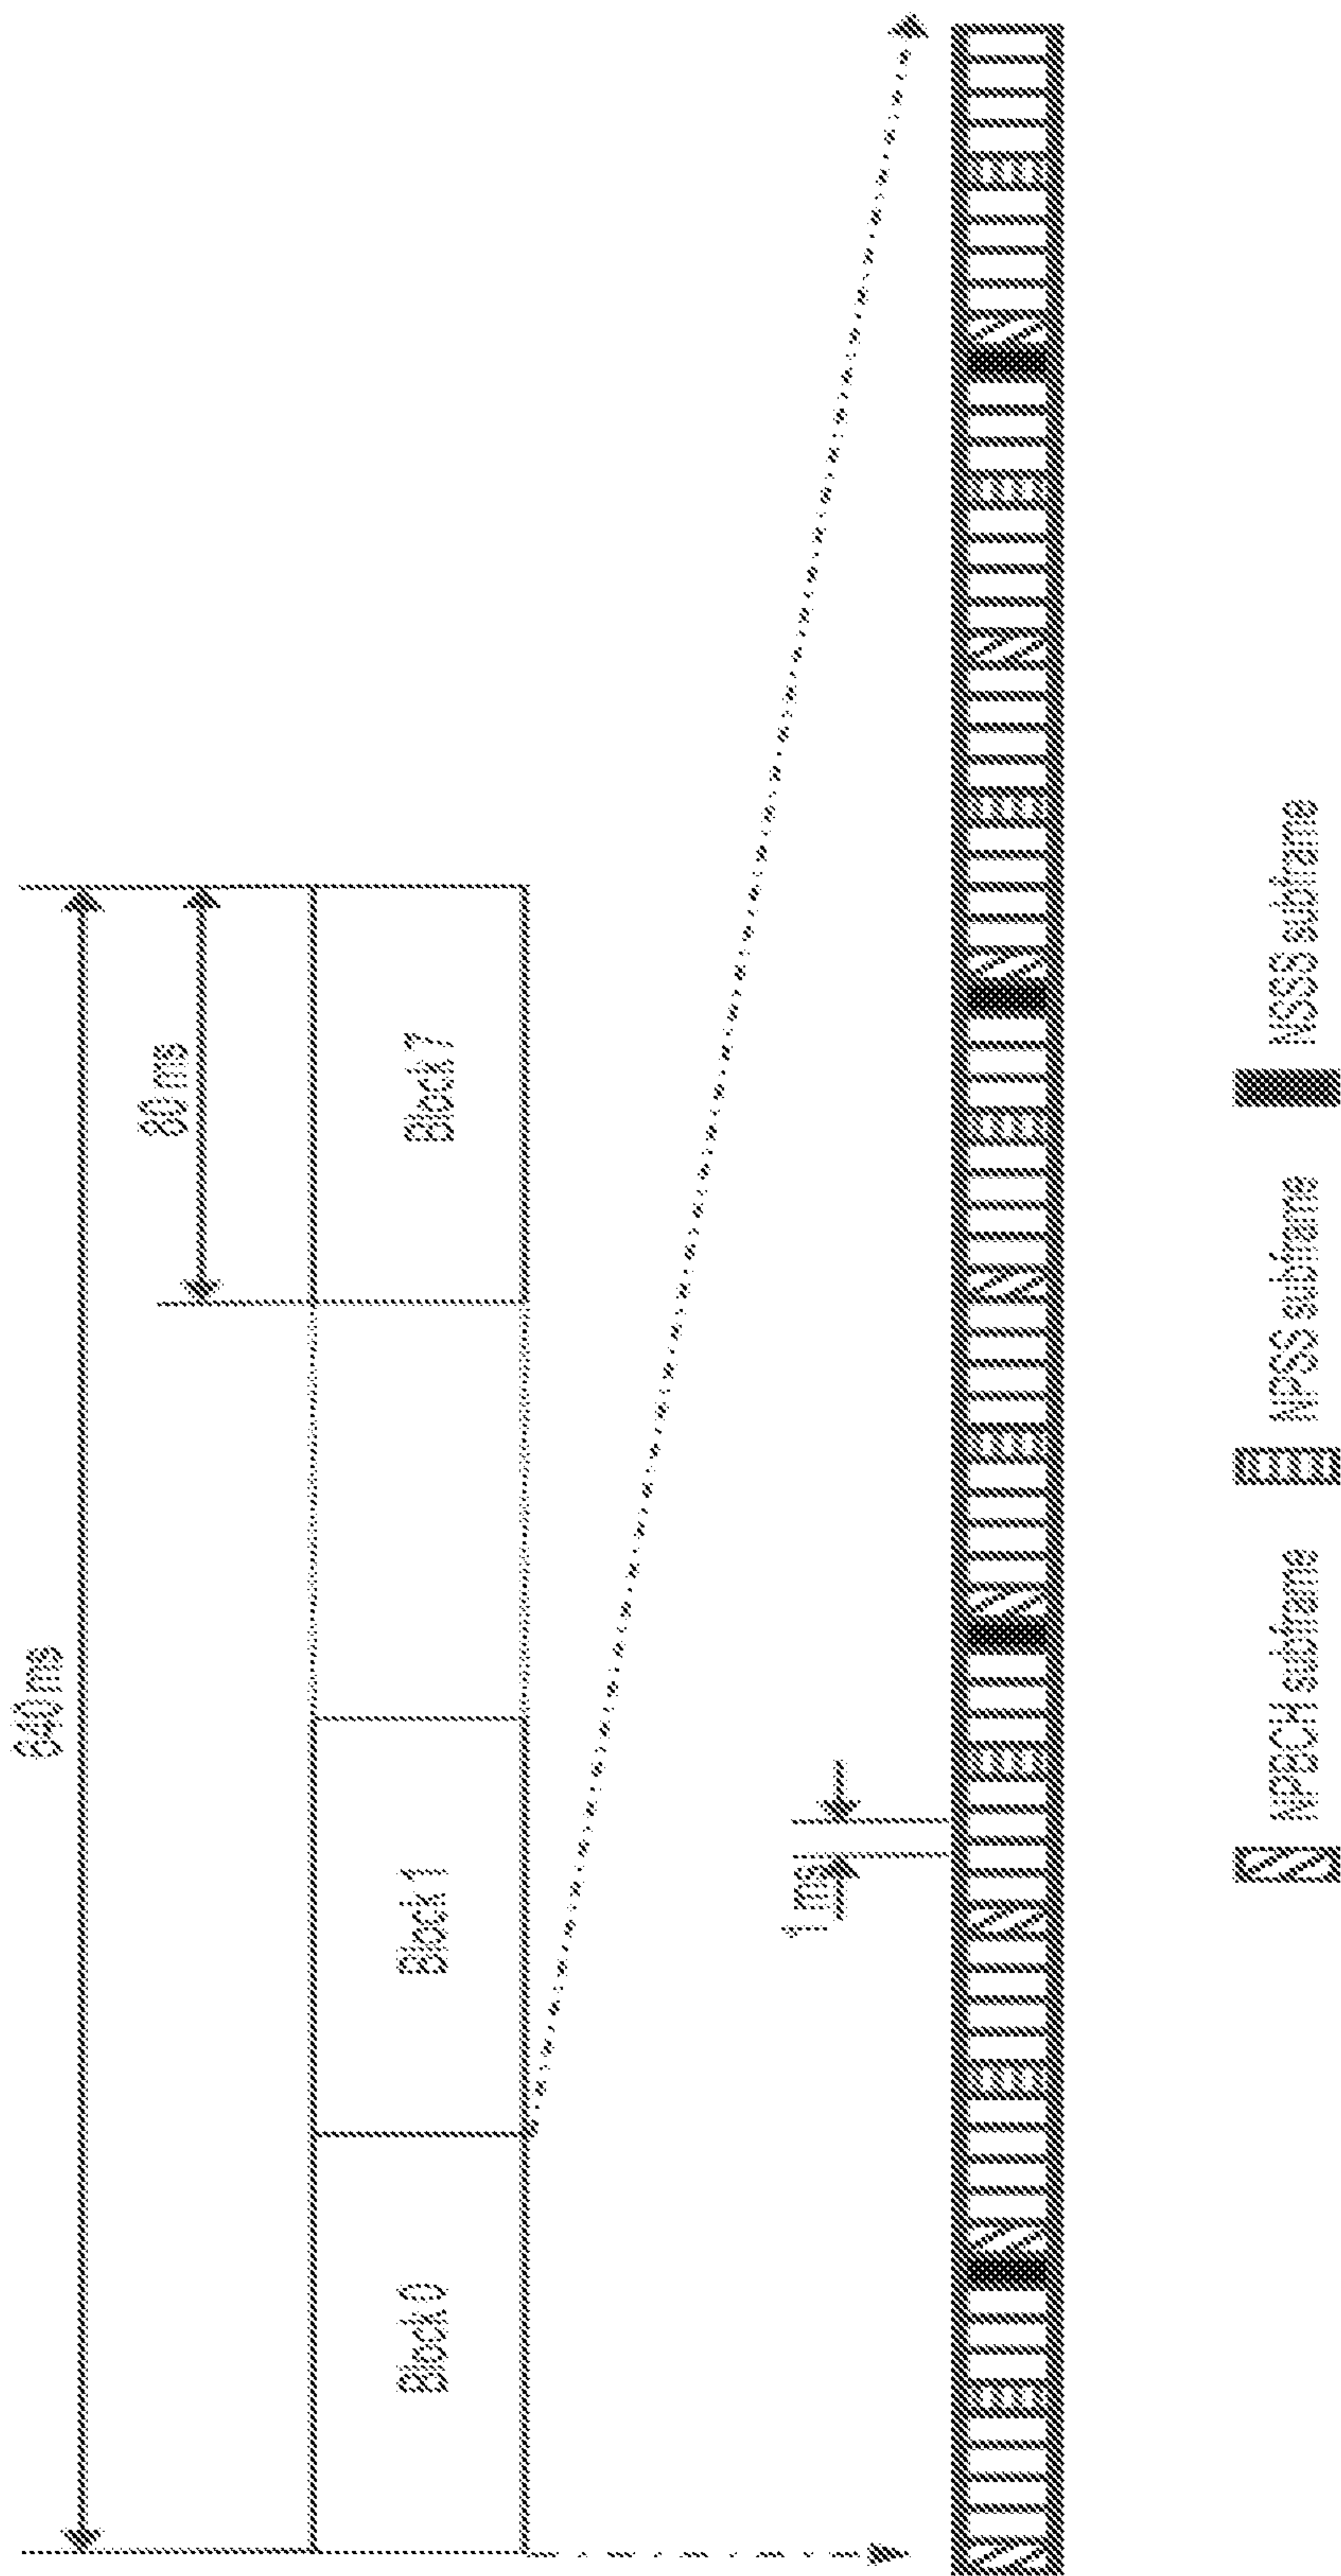 640 ms
80 ms
Block 0
Block 1
Block 7
1 ms
NPBCH subframe
NPSS subframe
NSSS subframe